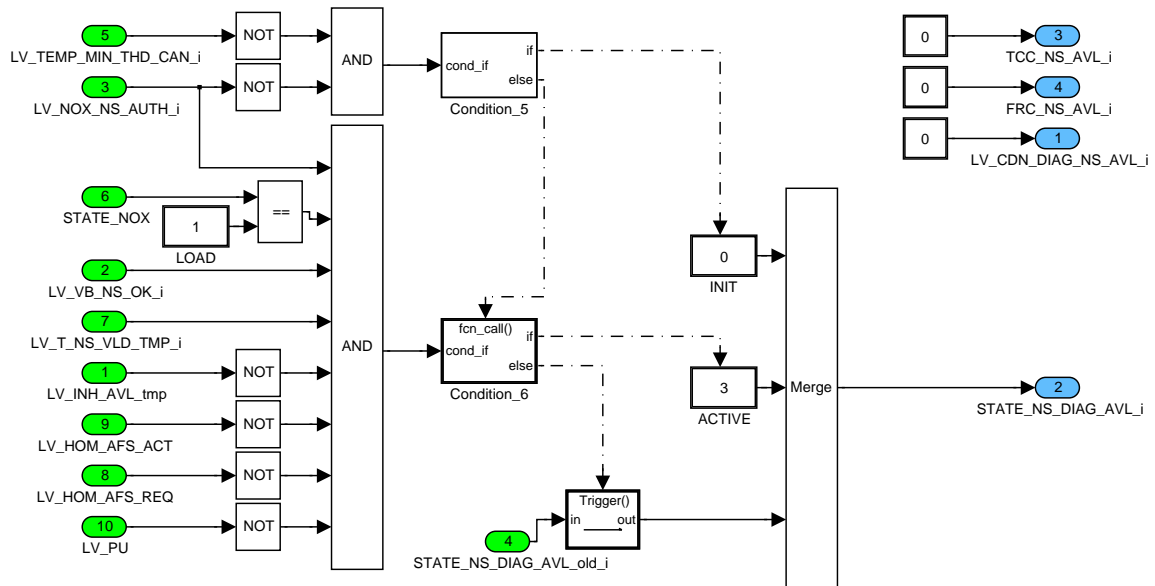 5
LV_TEMP_MIN_THD_CAN_i
NOT
AND
cond_if
if
else
Condition_5
0
3
TCC_NS_AVL_i
3
LV_NOX_NS_AUTH_i
NOT
0
4
FRC_NS_AVL_i
0
1
LV_CDN_DIAG_NS_AVL_i
6
STATE_NOX
==
1
LOAD
2
LV_VB_NS_OK_i
0
INIT
7
LV_T_NS_VLD_TMP_i
AND
fcn_call()
cond_if
if
else
Condition_6
1
LV_INH_AVL_tmp
NOT
3
ACTIVE
Merge
2
STATE_NS_DIAG_AVL_i
9
LV_HOM_AFS_ACT
NOT
8
LV_HOM_AFS_REQ
NOT
10
LV_PU
NOT
Trigger()
in
out
4
STATE_NS_DIAG_AVL_old_i